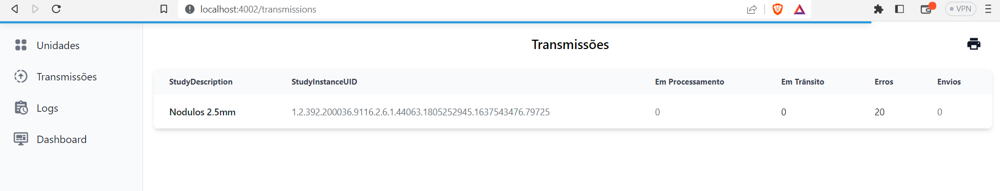 localhost:4002/transmissions
VPN
Unidades
Transmissões
Logs
Dashboard
Transmissões
StudyDescription StudyInstanceUID Em Processamento Em Trânsito Erros Envios
Nodulos 2.5mm 1.2.392.200036.9116.2.6.1.44063.1805252945.1637543476.79725 0 0 20 0